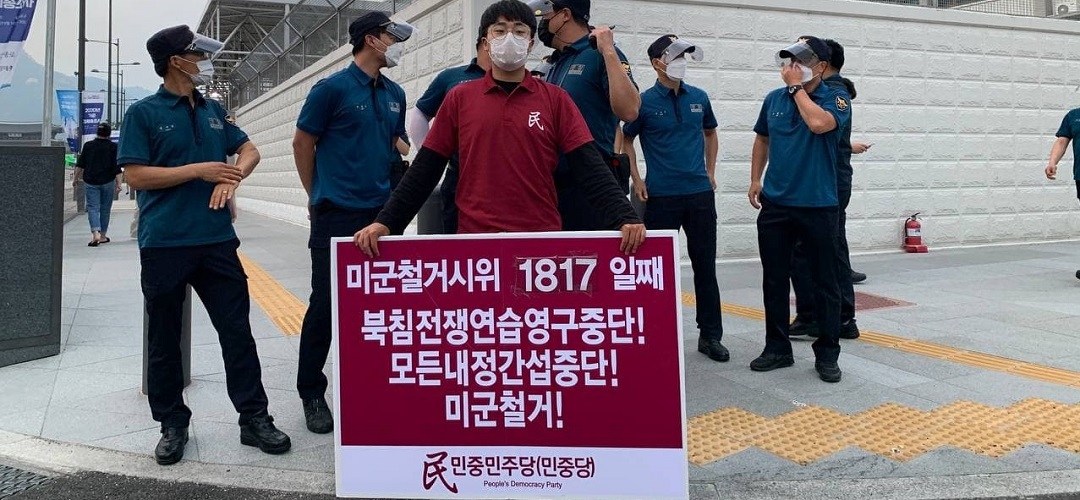 民
미군철거시위 1817 일째
북침전쟁연습영구중단!
모든내정간섭중단!
미군철거!
民 민중민주당(민중당)
People's Democracy Party